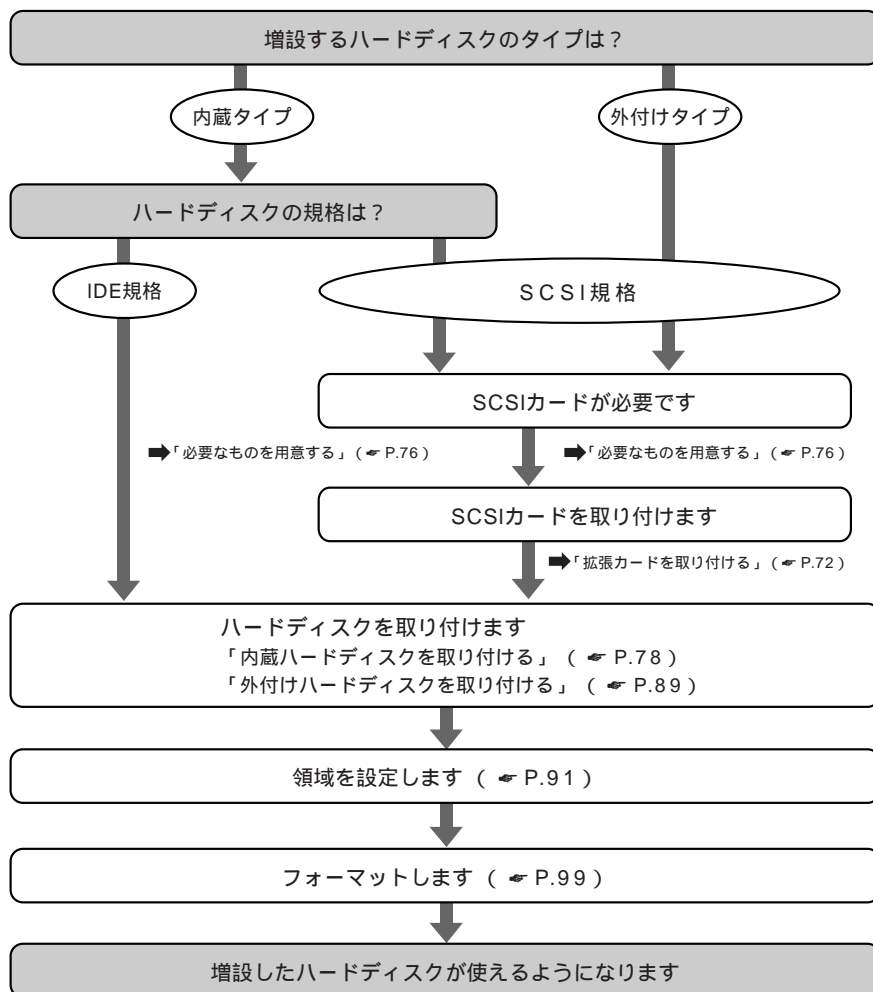 増設するハードディスクのタイプは？
内蔵タイプ
外付けタイプ
ハードディスクの規格は？
IDE規格
SCSI規格
SCSIカードが必要です
➡「必要なものを用意する」（☛ P.76）
➡「必要なものを用意する」（☛ P.76）
SCSIカードを取り付けます
➡「拡張カードを取り付ける」（☛ P.72）
ハードディスクを取り付けます
「内蔵ハードディスクを取り付ける」（☛ P.78）
「外付けハードディスクを取り付ける」（☛ P.89）
領域を設定します（☛ P.91）
フォーマットします（☛ P.99）
増設したハードディスクが使えるようになります